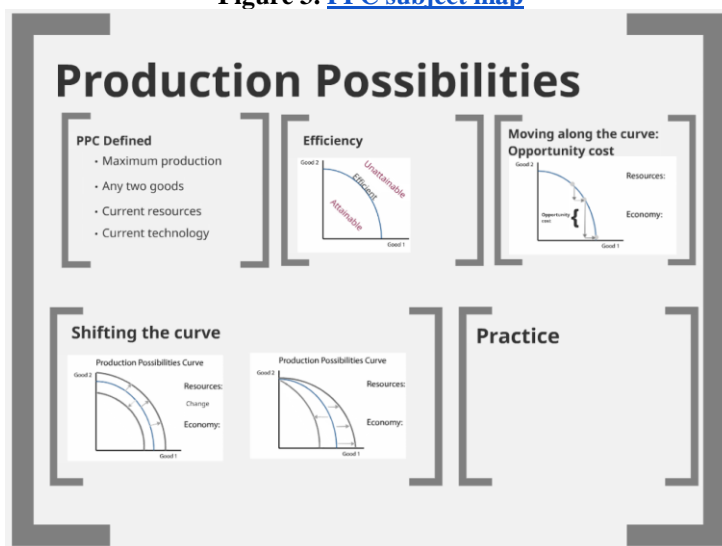 Figure 3. PPC subject map
Production Possibilities
PPC Defined
• Maximum production
• Any two goods
• Current resources
• Current technology
Efficiency
Good 2
Unattainable
Efficient
Attainable
Good 1
Moving along the curve:
Opportunity cost
Good 2
Resources:
Opportunity
cost
Economy:
Good 1
Shifting the curve
Production Possibilities Curve
Good 2
Resources:
Change
Economy:
Good 1
Production Possibilities Curve
Good 2
Resources:
Economy:
Good 1
Practice